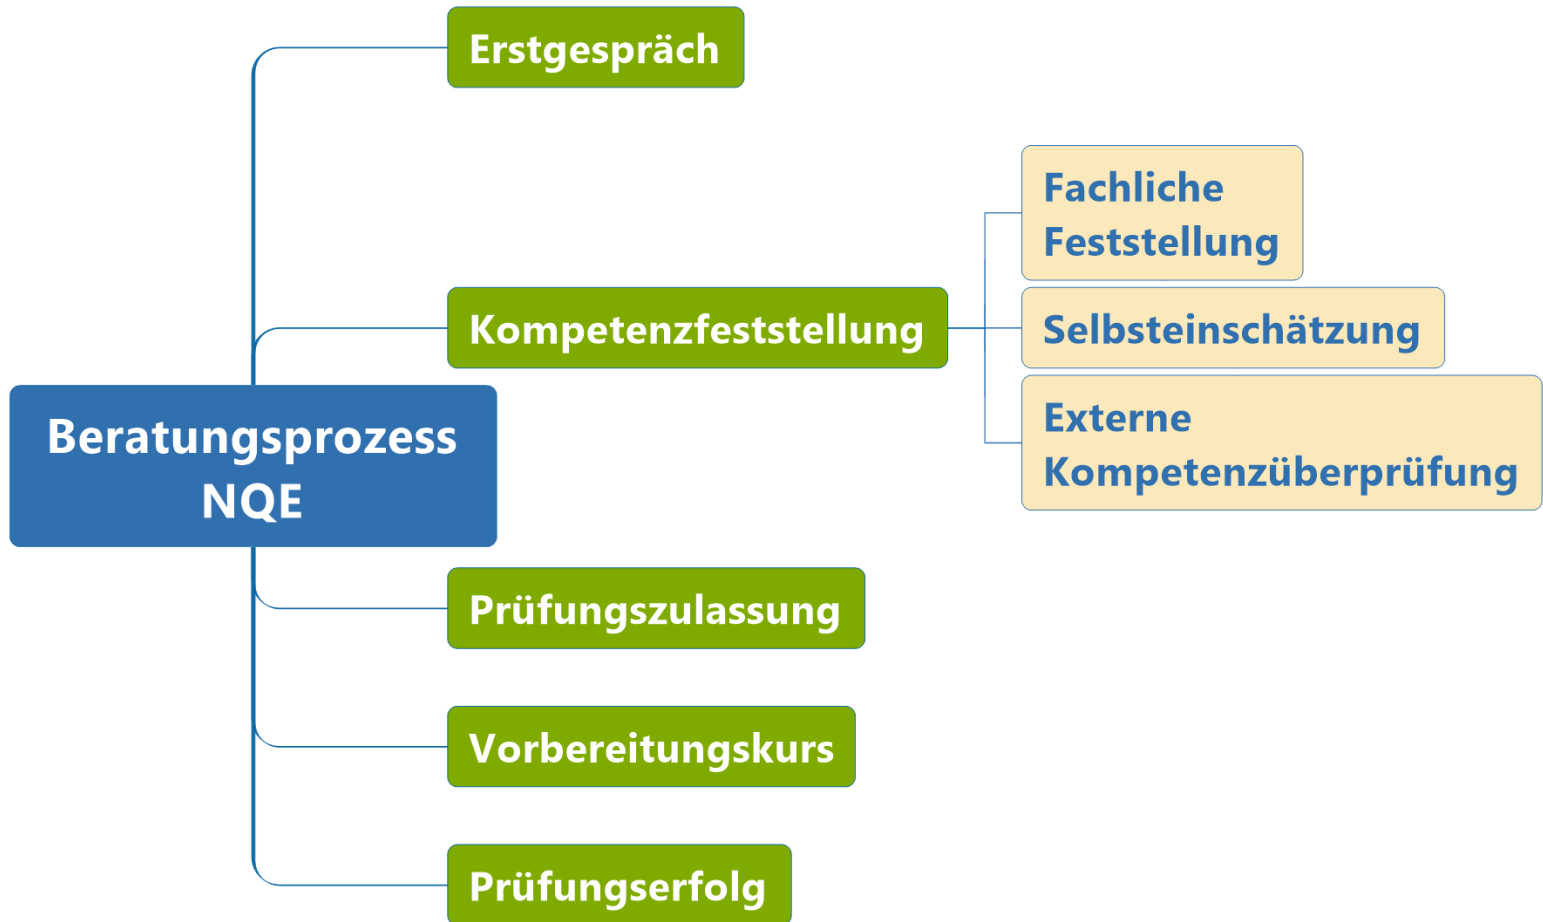 Erstgespräch
Fachliche
Feststellung
Kompetenzfeststellung
Selbsteinschätzung
Externe
Kompetenzüberprüfung
Beratungsprozess
NQE
Prüfungszulassung
Vorbereitungskurs
Prüfungserfolg